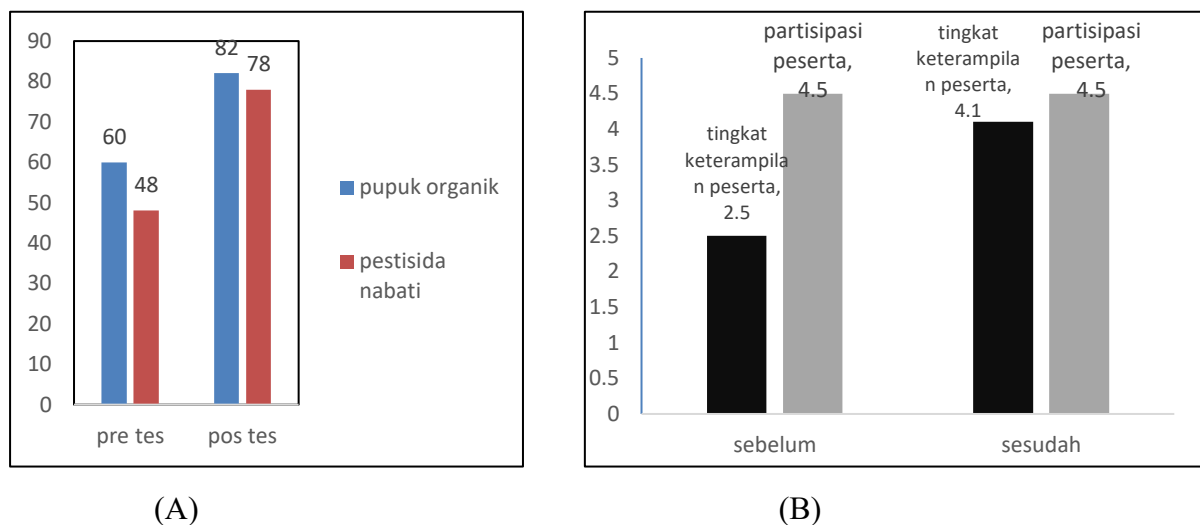 90
80
70
60
50
40
30
20
10
0
60
48
82
78
pre tes
pos tes
pupuk organik
pestisida
nabati
(A)
5
4.5
4
3.5
3
2.5
2
1.5
1
0.5
0
tingkat
keterampila
n peserta,
2.5
partisipasi
peserta,
4.5
tingkat
keterampila
n peserta,
4.1
partisipasi
peserta,
4.5
sebelum
sesudah
(B)